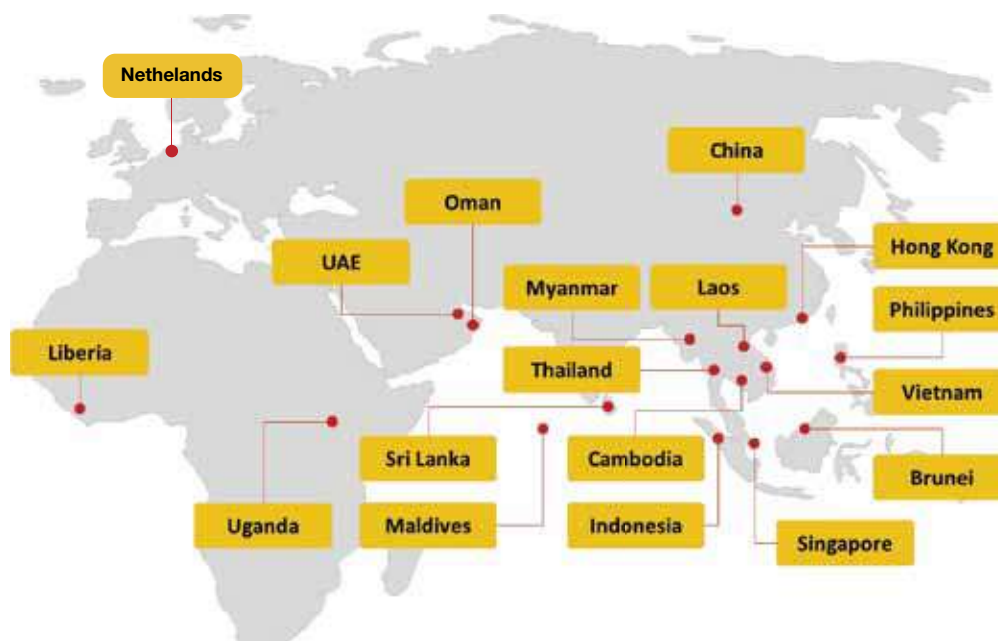 Nethelands
China
Oman
Hong Kong
UAE
Myanmar
Laos
Philippines
Liberia
Thailand
Vietnam
Sri Lanka
Cambodia
Brunei
Uganda
Maldives
Indonesia
Singapore